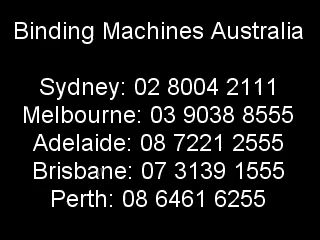 Binding Machines Australia
Sydney: 02 8004 2111
Melbourne: 03 9038 8555
Adelaide: 08 7221 2555
Brisbane: 07 3139 1555
Perth: 08 6461 6255